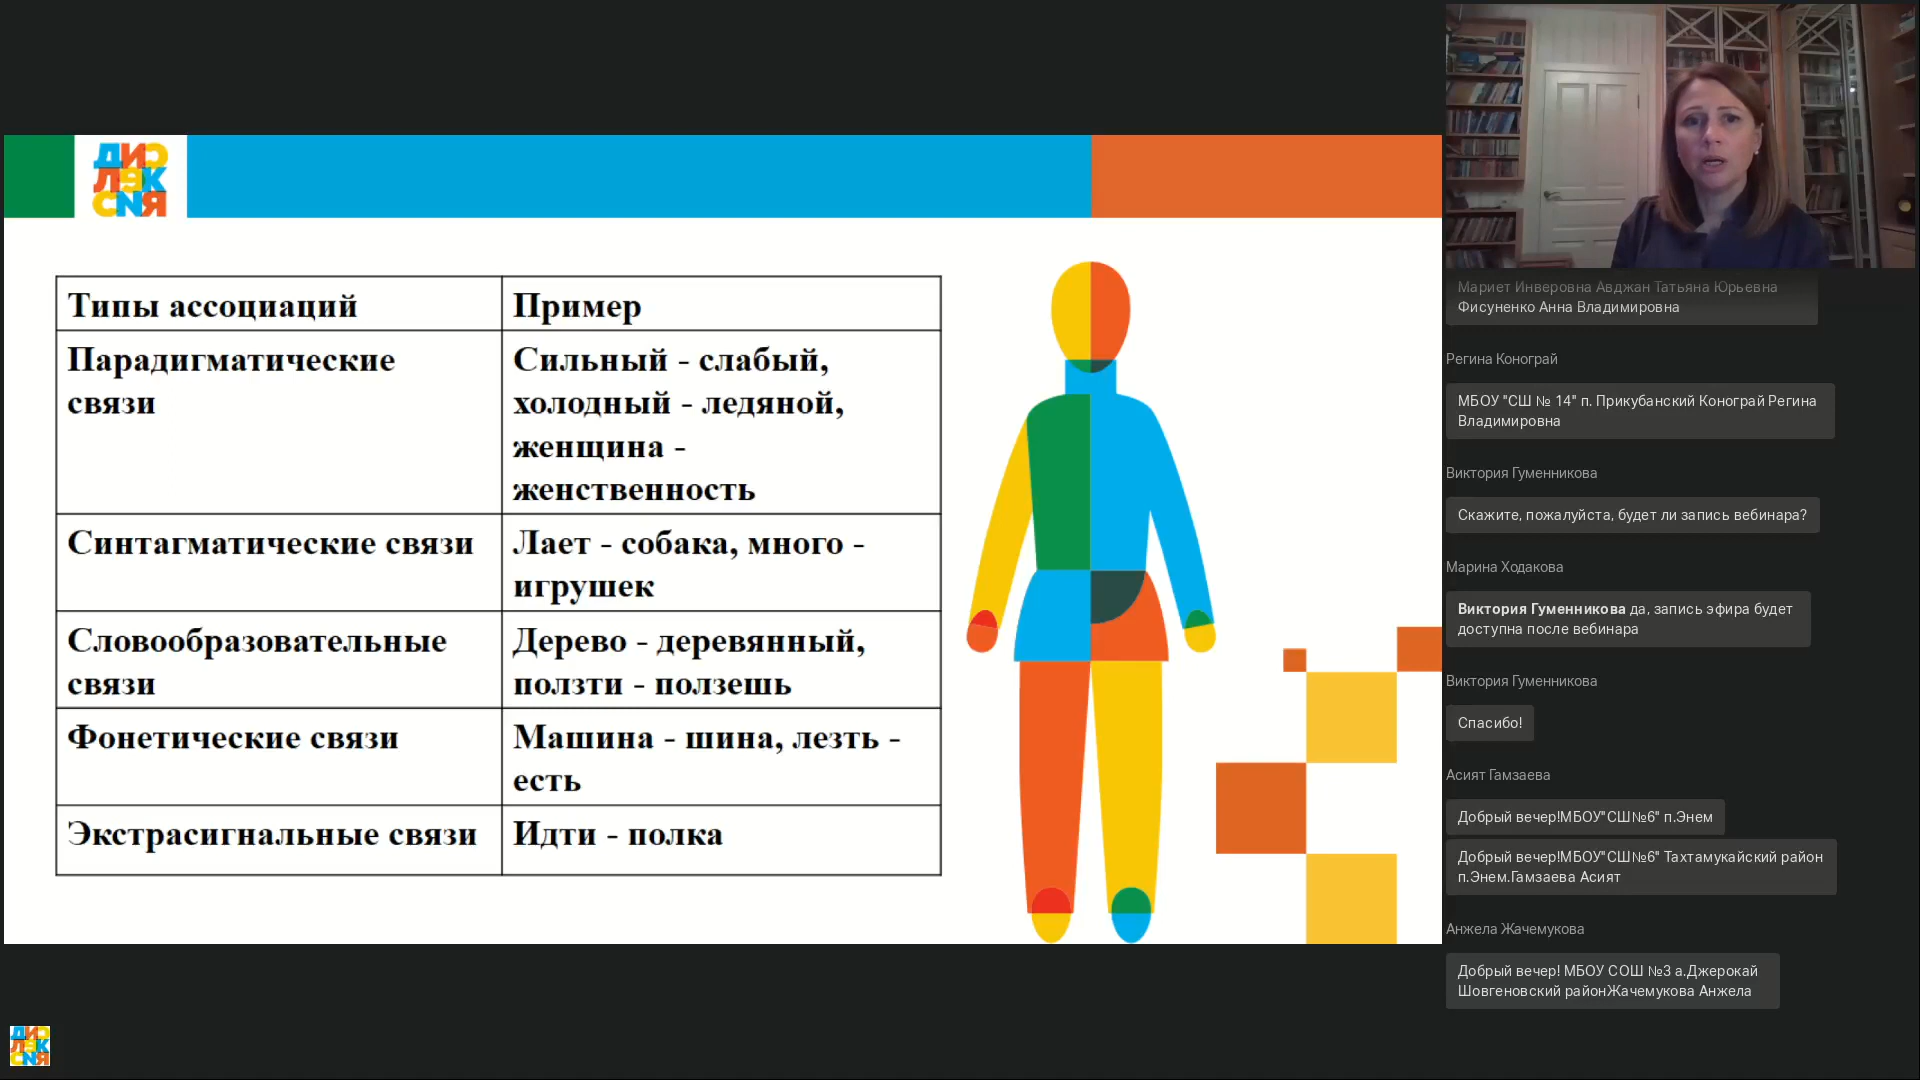 ДИС
ЛЕК
СИЯ
Типы ассоциаций
Пример
Парадигматические
связи
Сильный - слабый,
холодный - ледяной,
женщина -
женственность
Синтагматические связи
Лает - собака, много -
игрушек
Словообразовательные
связи
Дерево - деревянный,
ползти - ползешь
Фонетические связи
Машина - шина, лезть -
есть
Экстрасигнальные связи
Идти - полка
Мариет Инверовна Авджан Татьяна Юрьевна
Фисуненко Анна Владимировна
Регина Конограй
МБОУ "СШ № 14" п. Прикубанский Конограй Регина
Владимировна
Виктория Гуменникова
Скажите, пожалуйста, будет ли запись вебинара?
Марина Ходакова
Виктория Гуменникова да, запись эфира будет
доступна после вебинара
Виктория Гуменникова
Спасибо!
Асият Гамзаева
Добрый вечер!МБОУ"СШ№6" п.Энем
Добрый вечер!МБОУ"СШ№6" Тахтамукайский район
п.Энем.Гамзаева Асият
Анжела Жачемукова
Добрый вечер! МБОУ СОШ №3 а.Джерокай
Шовгеновский районЖачемукова Анжела
ДИС
ЛЕК
СИЯ